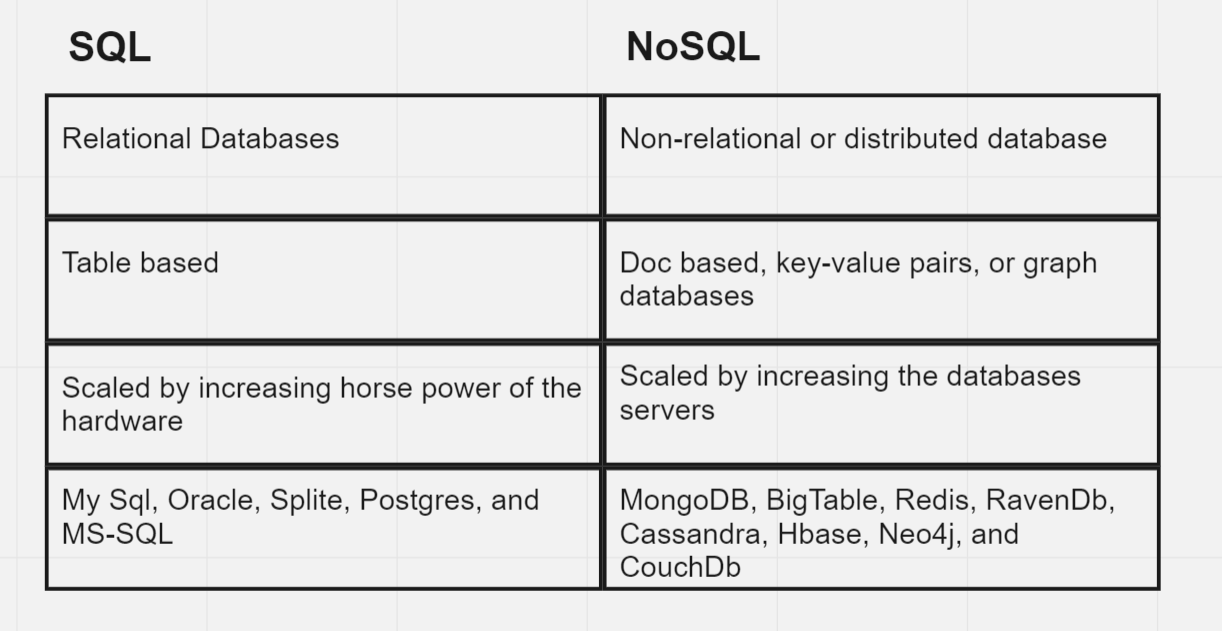 SQL
NoSQL
Relational Databases
Non-relational or distributed database
Table based
Doc based, key-value pairs, or graph
databases
Scaled by increasing horse power of the
hardware
Scaled by increasing the databases
servers
My Sql, Oracle, Splite, Postgres, and
MS-SQL
MongoDB, BigTable, Redis, RavenDb,
Cassandra, Hbase, Neo4j, and
CouchDb